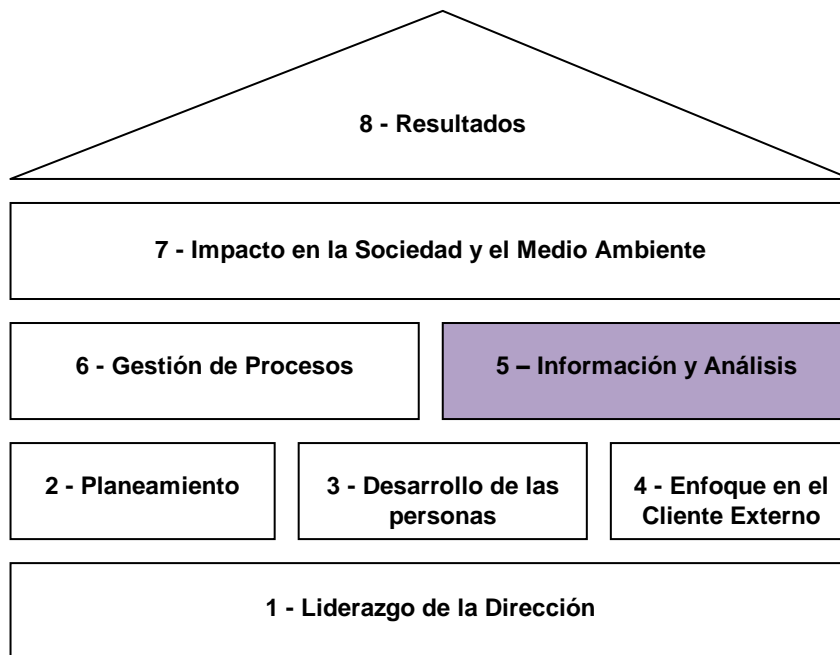 8 - Resultados
7 - Impacto en la Sociedad y el Medio Ambiente
6 - Gestión de Procesos
5 – Información y Análisis
2 - Planeamiento
3 - Desarrollo de las
personas
4 - Enfoque en el
Cliente Externo
1 - Liderazgo de la Dirección